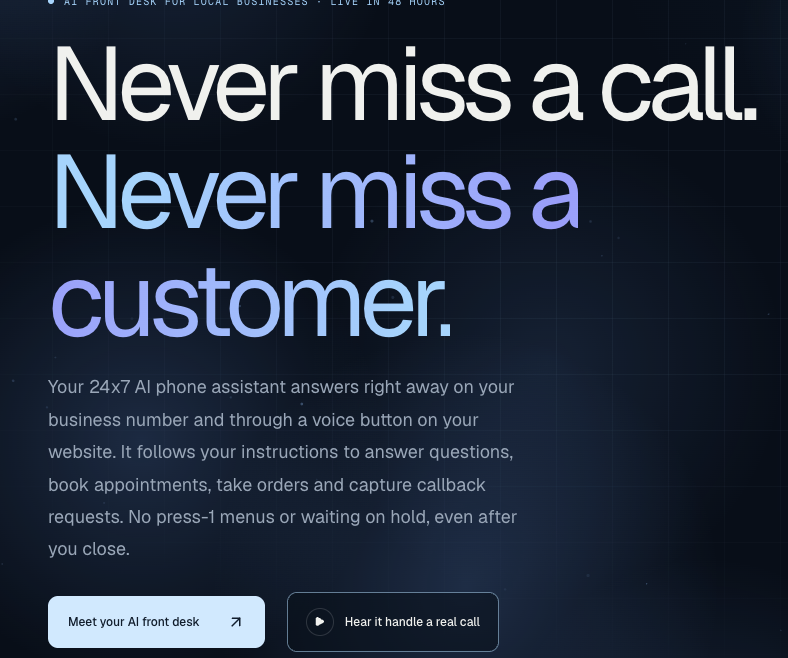 AI FRONT DESK FOR LOCAL BUSINESSES · LIVE IN 48 HOURS
Never miss a call.
Never miss a
customer.
Your 24x7 AI phone assistant answers right away on your
business number and through a voice button on your
website. It follows your instructions to answer questions,
book appointments, take orders and capture callback
requests. No press-1 menus or waiting on hold, even after
you close.
Meet your AI front desk
Hear it handle a real call